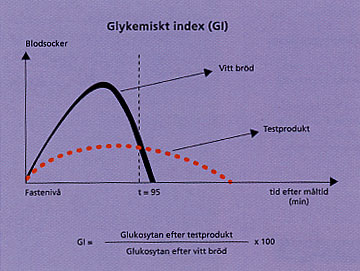 Glykemiskt index (GI)
Blodsocker
Vitt bröd
Testprodukt
Fastenivå
t = 95
tid efter måltid
(min)
GI = Glukosytan efter testprodukt x 100
Glukosytan efter vitt bröd